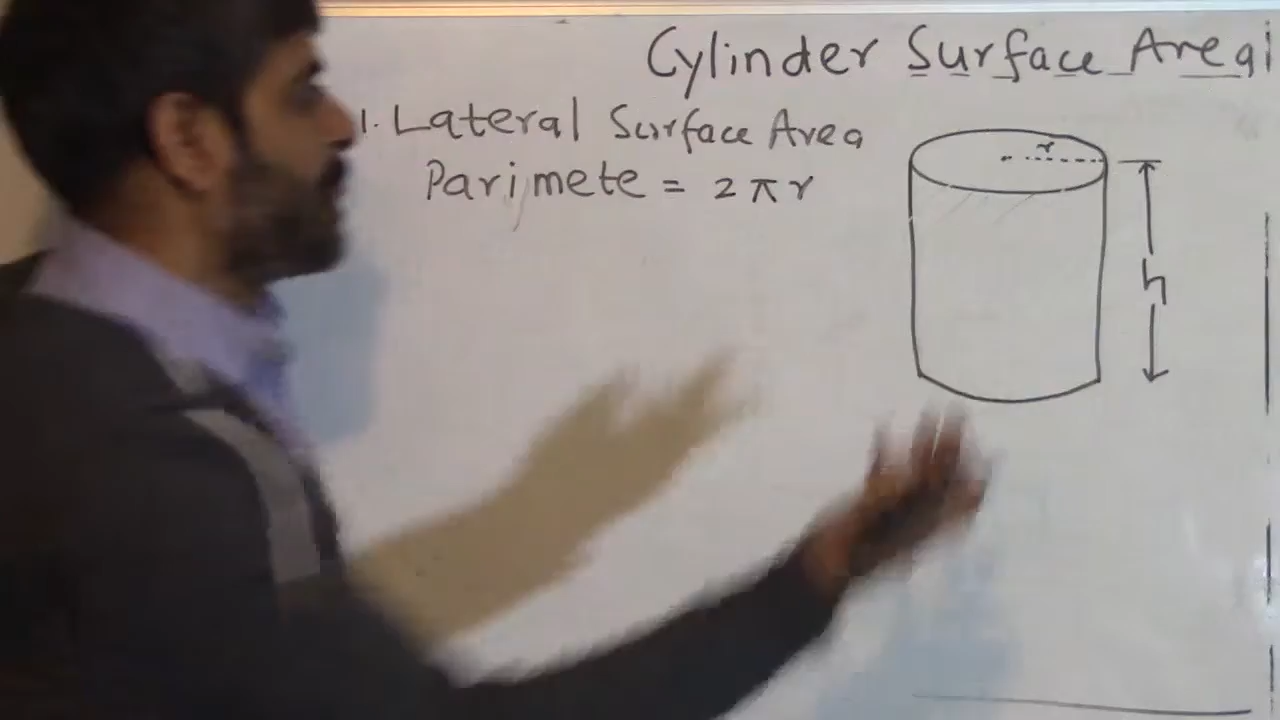 Cylinder Surface Area
1. Lateral Surface Area
Parimete = 2πr
r
h